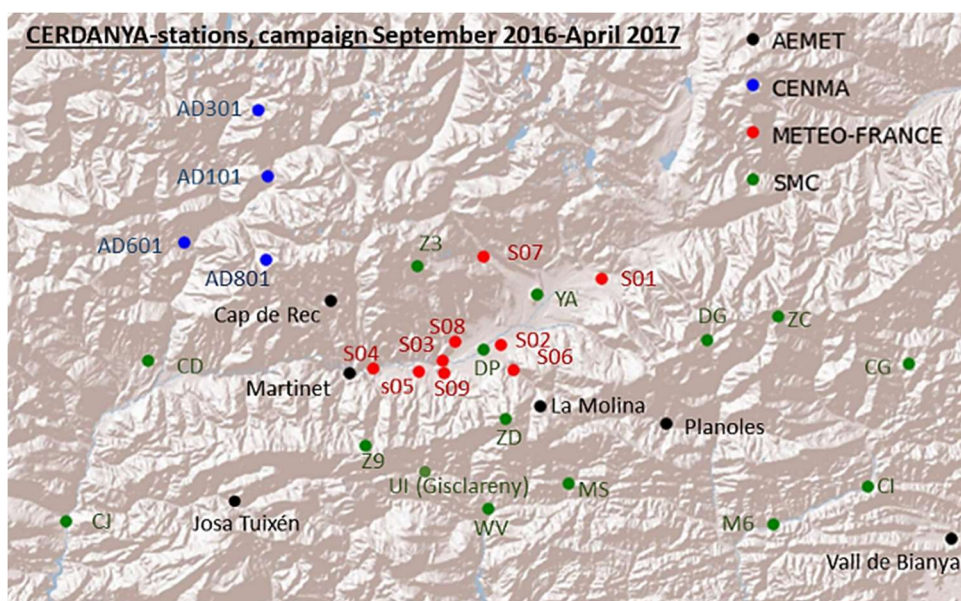 CERDANYA-stations, campaign September 2016-April 2017
AEMET
CENMA
METEO-FRANCE
SMC
AD301
AD101
AD601
AD801
Z3
S07
S01
Cap de Rec
YA
DG
ZC
S08
S03
S02
S04
S06
CD
DP
CG
Martinet
s05
S09
La Molina
Planoles
ZD
Z9
UI (Gisclareny)
MS
CI
Josa Tuixén
CJ
WV
M6
Vall de Bianya